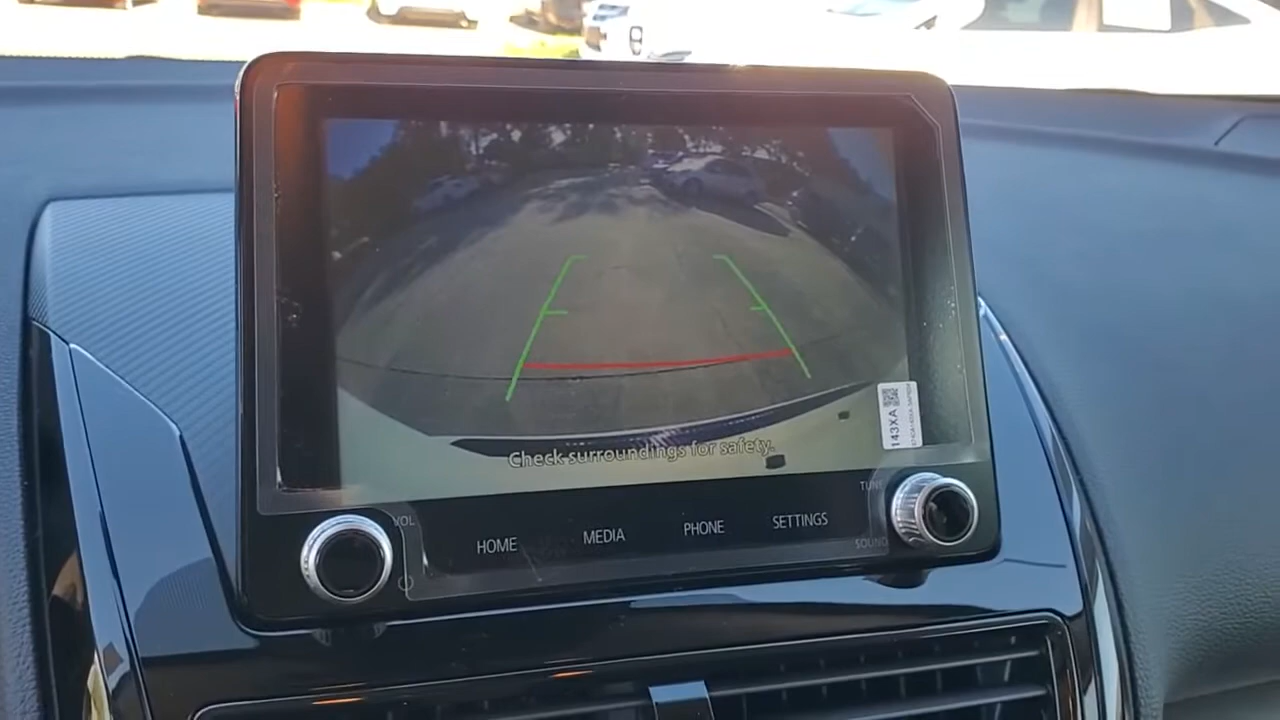 Check surroundings for safety.
143XA
VOL
HOME
MEDIA
PHONE
SETTINGS
TUNE
SOUND